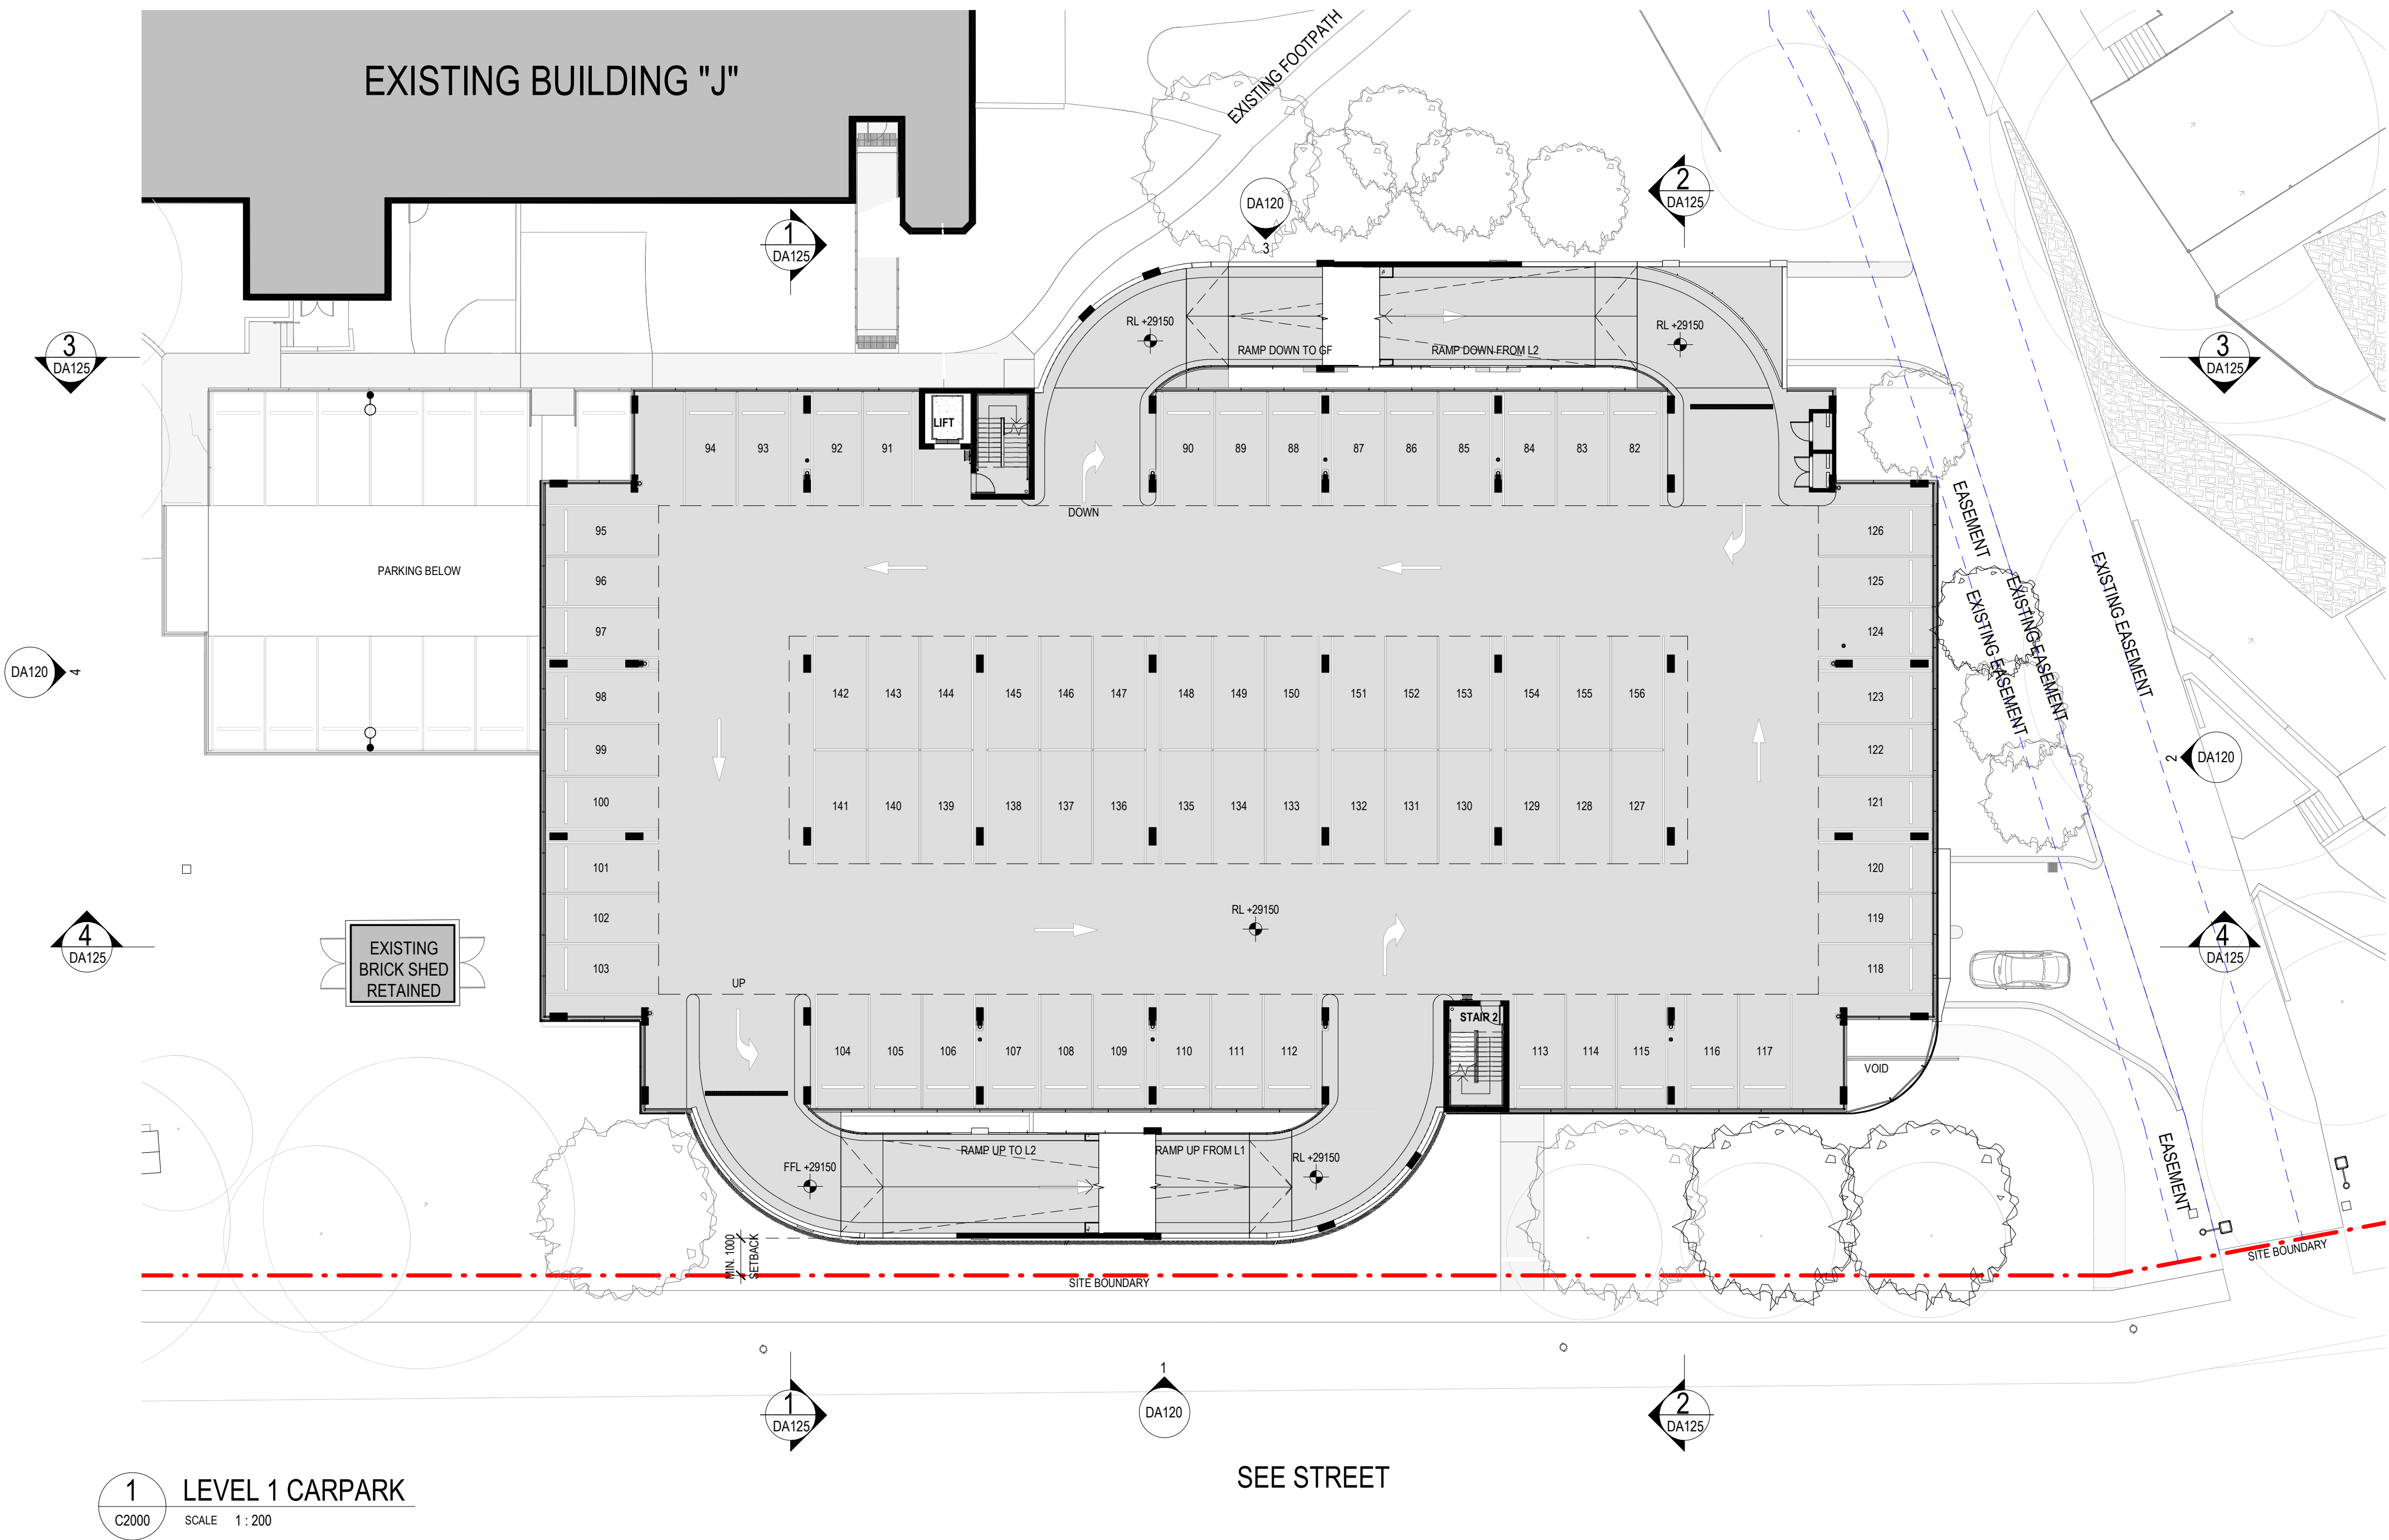 EXISTING BUILDING "J"
EXISTING FOOTPATH
1
DA125
DA120
3
2
DA125
3
DA125
3
DA125
RL +29150
RAMP DOWN TO GF
RAMP DOWN FROM L2
RL +29150
LIFT
94
93
92
91
90
89
88
87
86
85
84
83
82
DOWN
95
96
97
98
99
100
101
102
103
PARKING BELOW
126
125
124
123
122
121
120
119
118
EASEMENT
EXISTING EASEMENT
EXISTING EASEMENT
EXISTING EASEMENT
DA120
4
2
DA120
142
143
144
145
146
147
148
149
150
151
152
153
154
155
156
141
140
139
138
137
136
135
134
133
132
131
130
129
128
127
RL +29150
4
DA125
4
DA125
EXISTING
BRICK SHED
RETAINED
UP
104
105
106
107
108
109
110
111
112
STAIR 2
113
114
115
116
117
VOID
RAMP UP TO L2
RAMP UP FROM L1
FFL +29150
RL +29150
EASEMENT
MIN. 1000
SETBACK
SITE BOUNDARY
SITE BOUNDARY
1
DA125
1
DA120
2
DA125
SEE STREET
1
C2000
LEVEL 1 CARPARK
SCALE 1 : 200